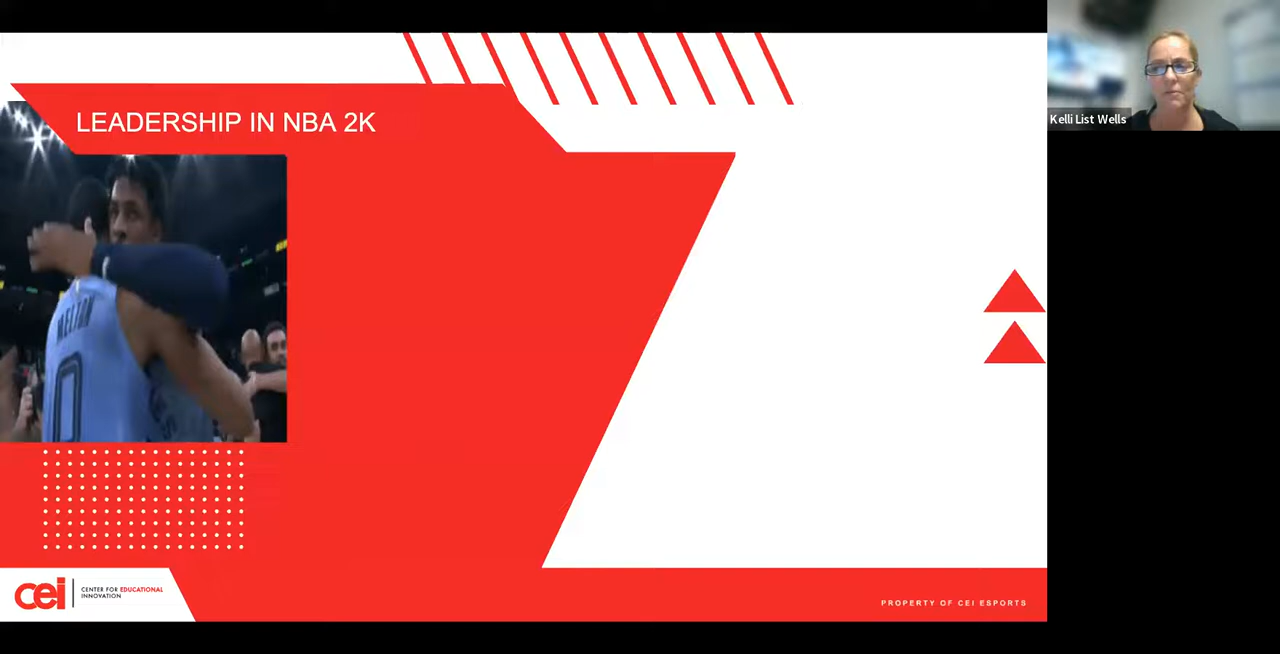 LEADERSHIP IN NBA 2K
Kelli List Wells
MELTON
0
cei
CENTER FOR EDUCATIONAL
INNOVATION
PROPERTY OF CEI ESPORTS